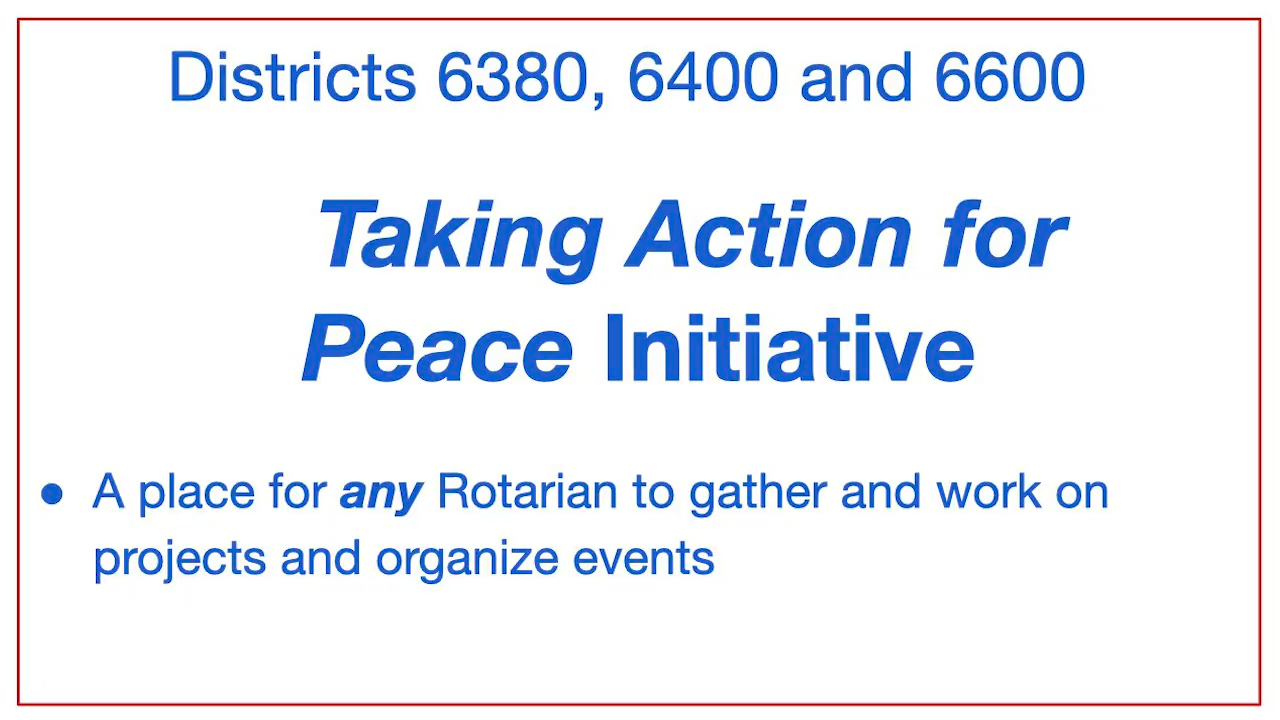 Districts 6380, 6400 and 6600
Taking Action for
Peace Initiative
● A place for any Rotarian to gather and work on
projects and organize events